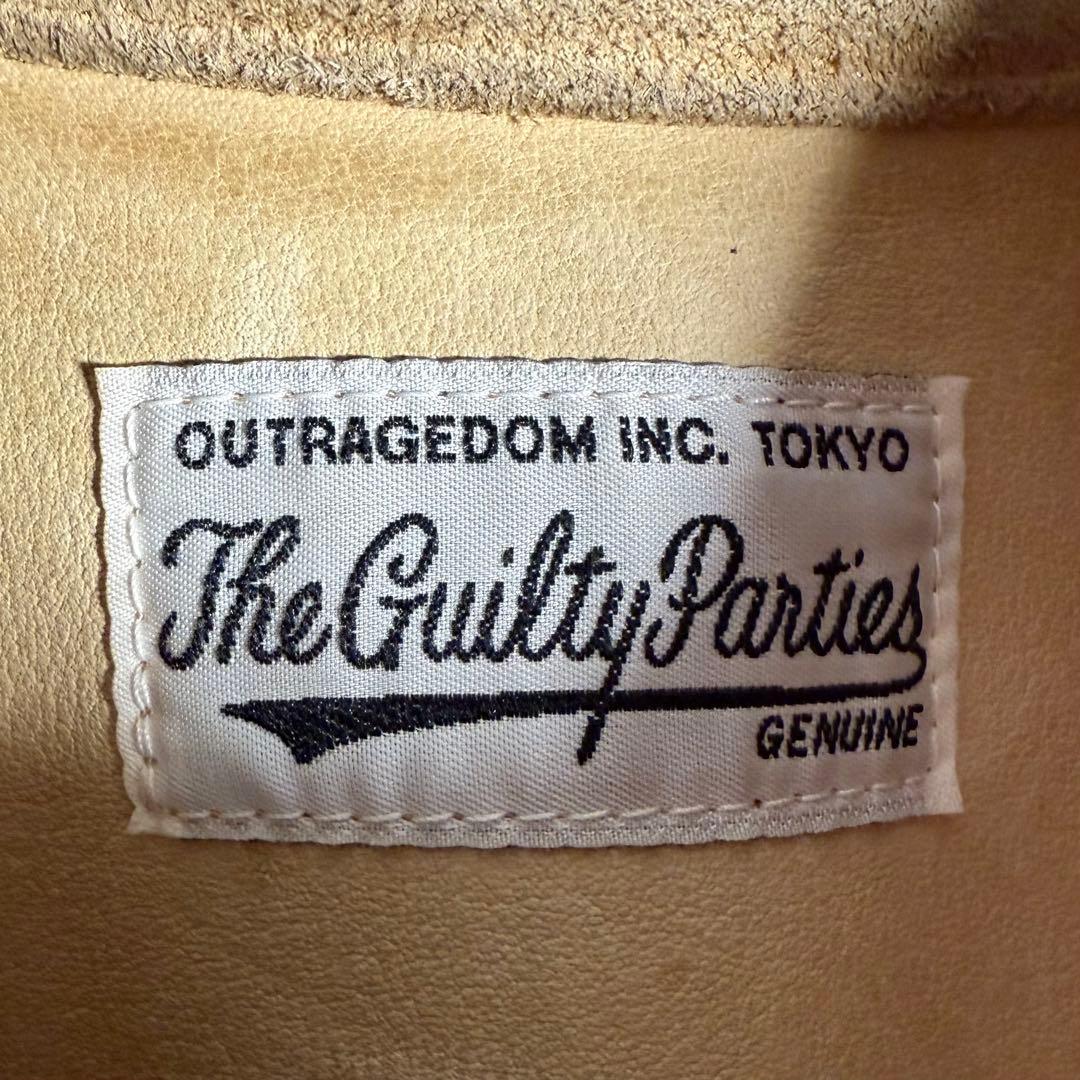 OUTRAGEDOM INC. TOKYO
The Guilty Parties
GENUINE